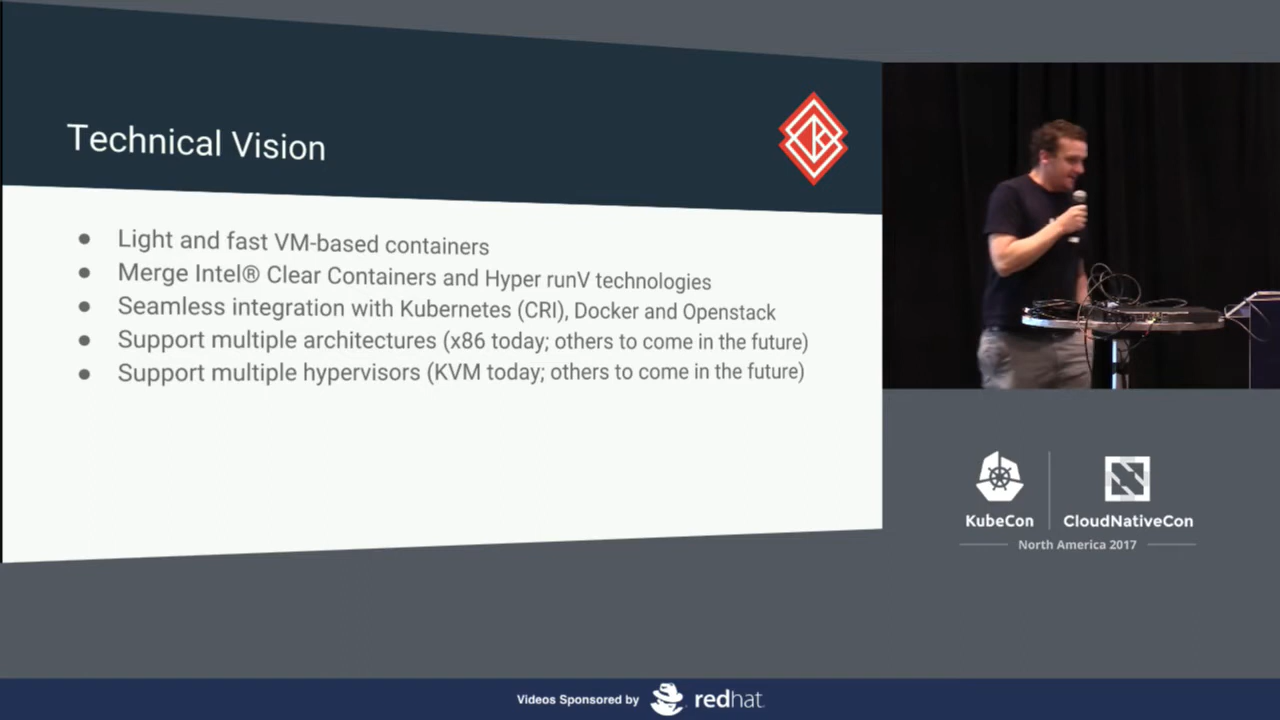 Technical Vision
Light and fast VM-based containers
Merge Intel® Clear Containers and Hyper runV technologies
Seamless integration with Kubernetes (CRI), Docker and Openstack
Support multiple architectures (x86 today; others to come in the future)
Support multiple hypervisors (KVM today; others to come in the future)
KubeCon
CloudNativeCon
North America 2017
Videos Sponsored by redhat